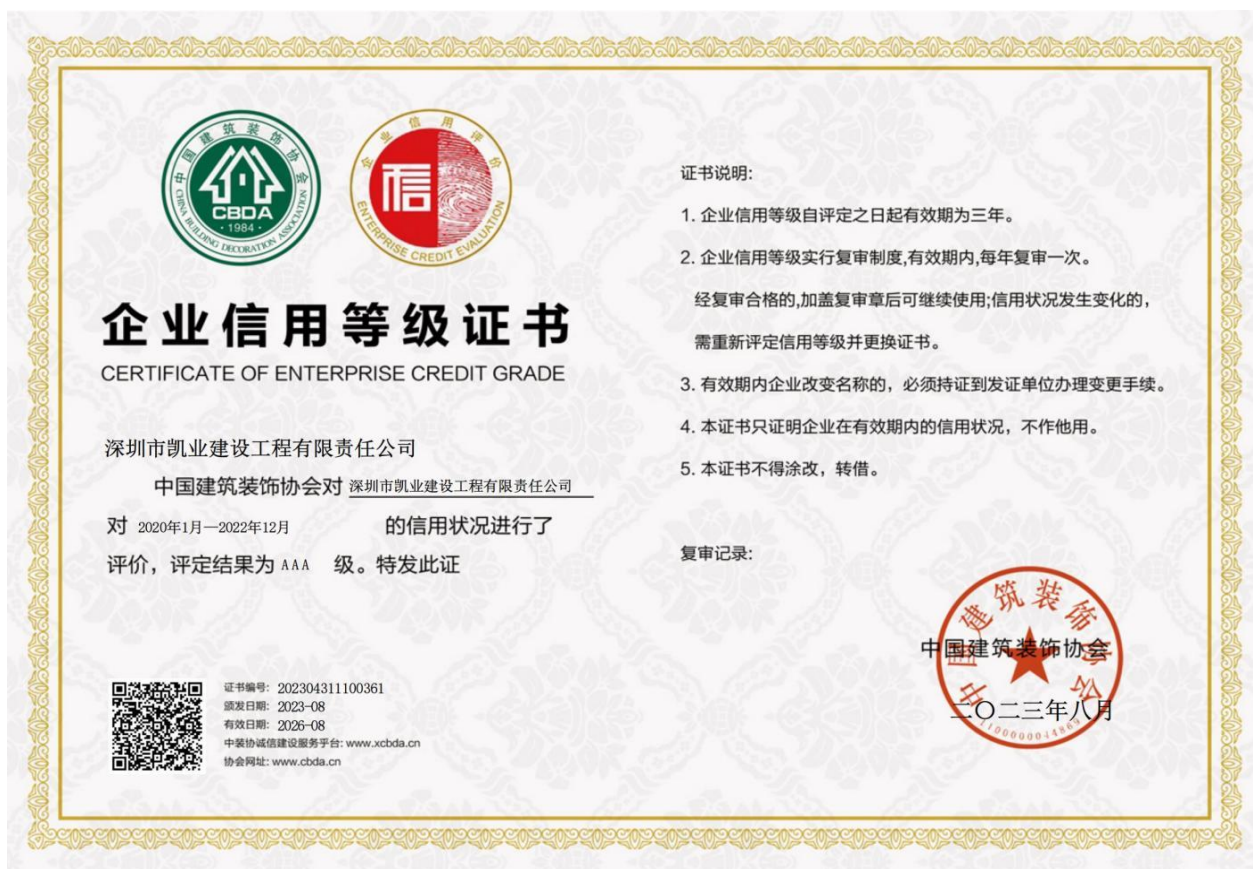 中国建筑装饰协会
CBDA
·1984·
CHINA BUILDING DECORATION ASSOCIATION
企业信用评价
信
ENTERPRISE CREDIT EVALUATION
企业信用等级证书
CERTIFICATE OF ENTERPRISE CREDIT GRADE
深圳市凯业建设工程有限责任公司
中国建筑装饰协会对 深圳市凯业建设工程有限责任公司
对 2020年1月—2022年12月 的信用状况进行了
评价，评定结果为 AAA 级。特发此证
证书编号: 202304311100361
颁发日期: 2023-08
有效日期: 2026-08
中装协诚信建设服务平台: www.xcbda.cn
协会网址: www.cbda.cn
证书说明:
1. 企业信用等级自评定之日起有效期为三年。
2. 企业信用等级实行复审制度,有效期内,每年复审一次。
经复审合格的,加盖复审章后可继续使用;信用状况发生变化的，
需重新评定信用等级并更换证书。
3. 有效期内企业改变名称的，必须持证到发证单位办理变更手续。
4. 本证书只证明企业在有效期内的信用状况，不作他用。
5. 本证书不得涂改，转借。
复审记录:
中国建筑装饰协会
中国建筑装饰协会
二〇二三年八月